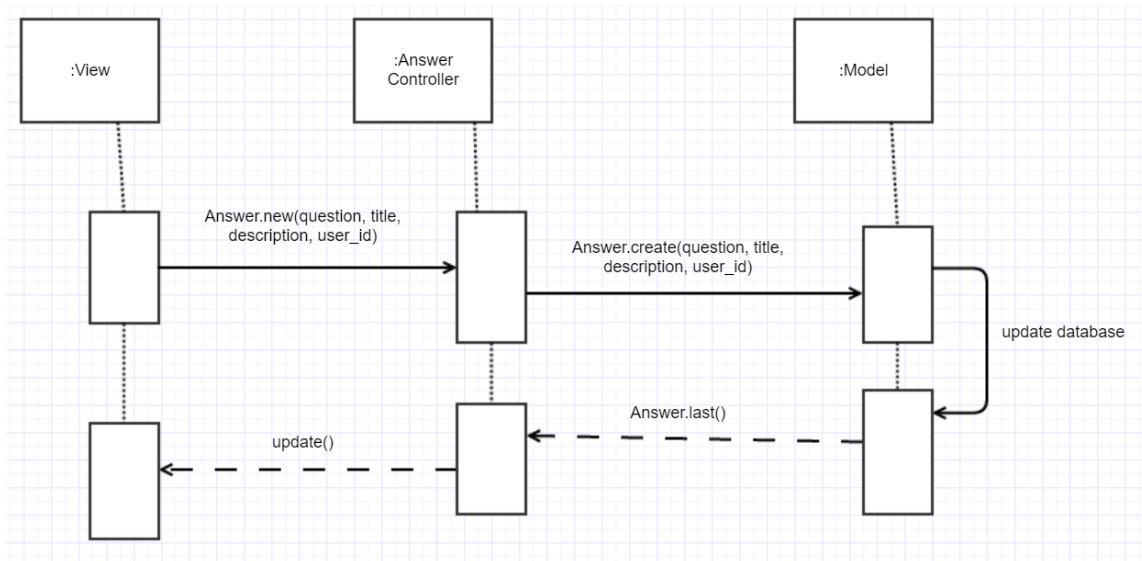 :View
:Answer
Controller
:Model
Answer.new(question, title,
description, user_id)
Answer.create(question, title,
description, user_id)
update database
Answer.last()
update()